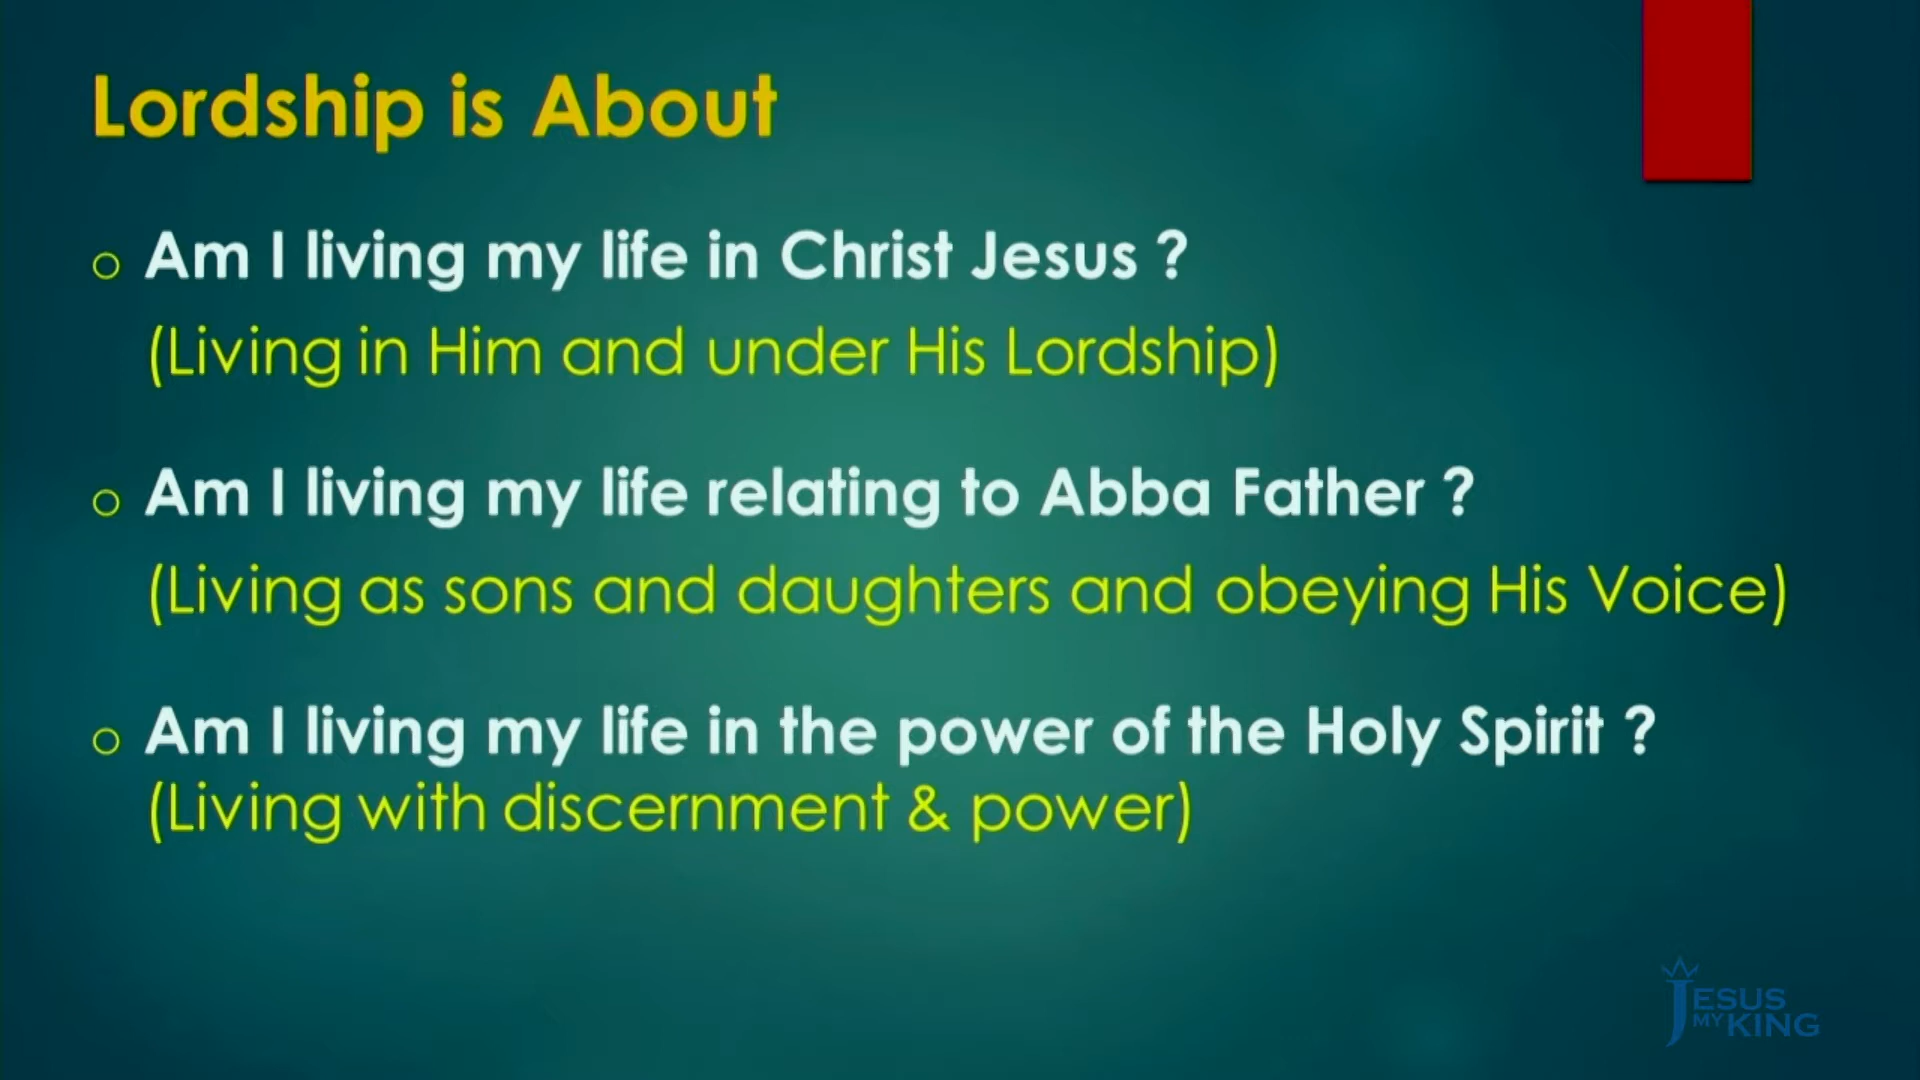 Lordship is About
o Am I living my life in Christ Jesus ?
(Living in Him and under His Lordship)
o Am I living my life relating to Abba Father ?
(Living as sons and daughters and obeying His Voice)
o Am I living my life in the power of the Holy Spirit ?
(Living with discernment & power)
JESUS
MY KING